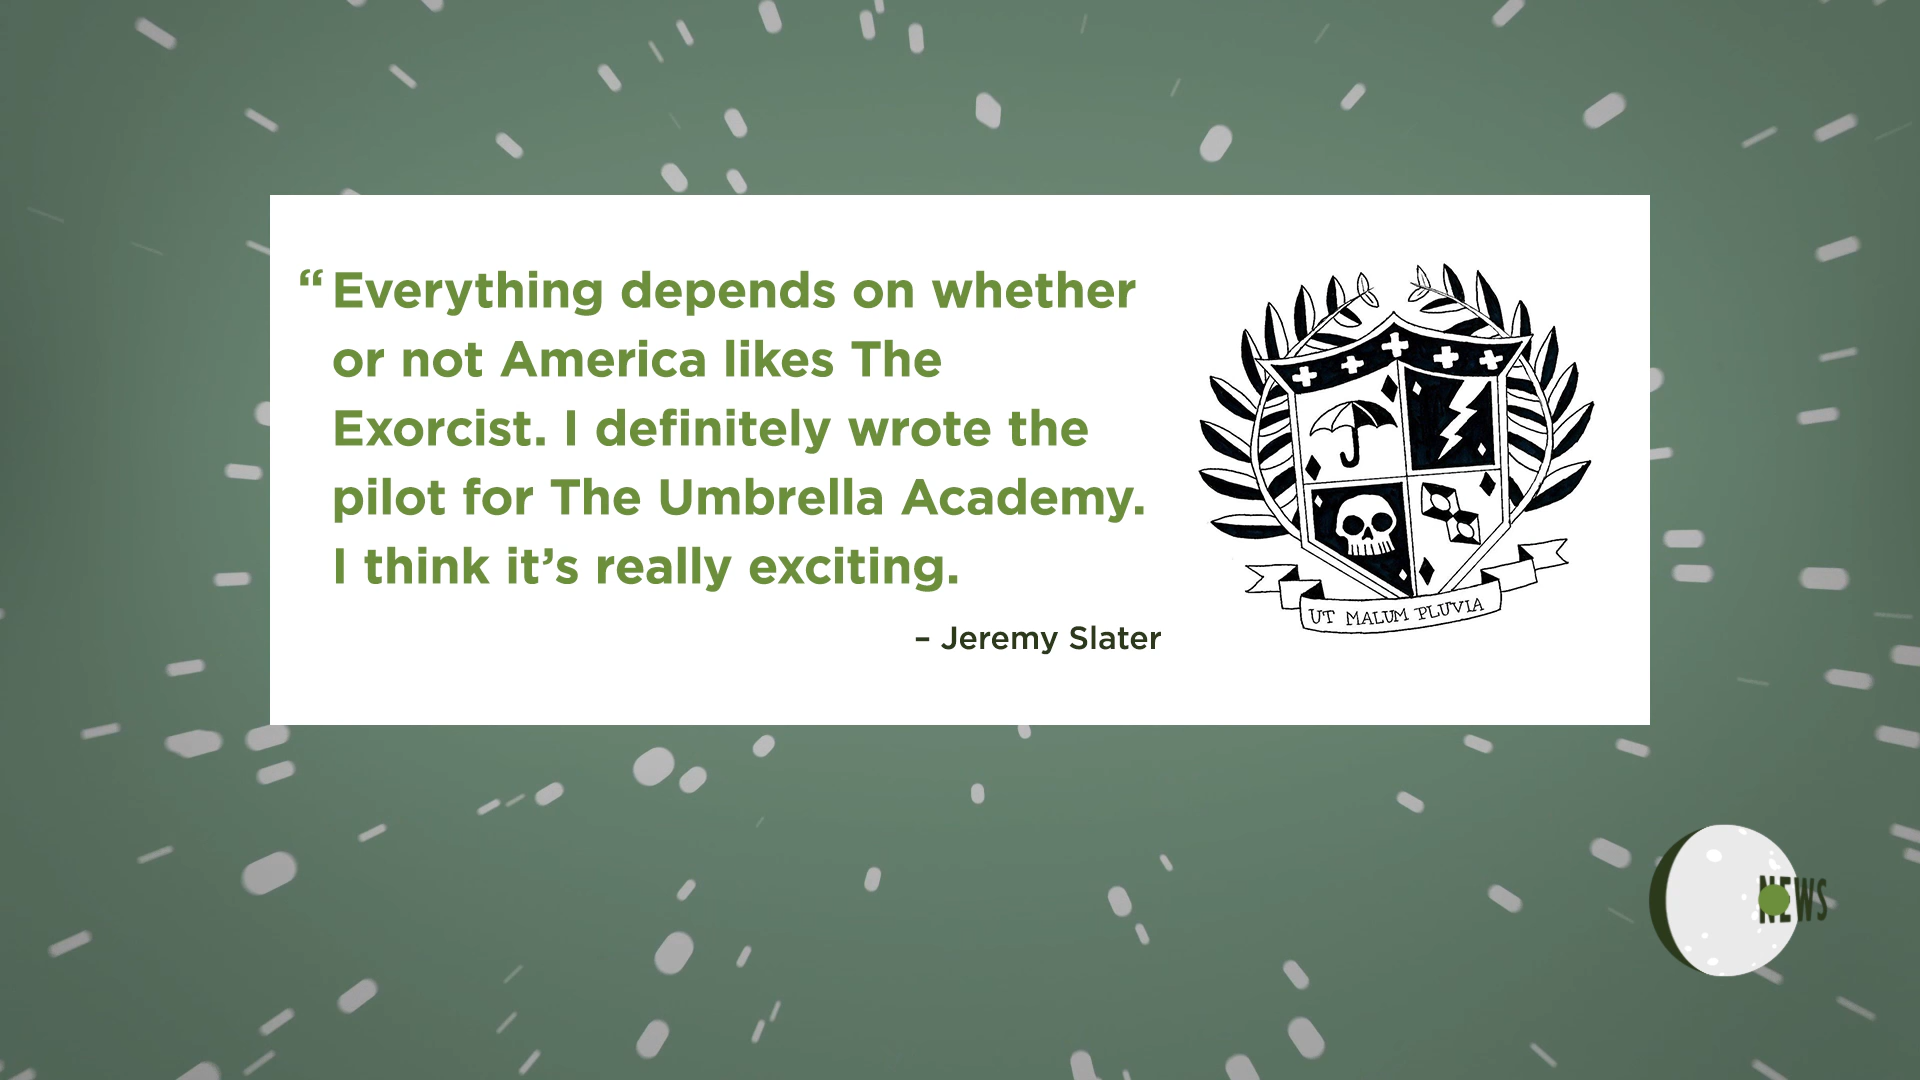 “Everything depends on whether
or not America likes The
Exorcist. I definitely wrote the
pilot for The Umbrella Academy.
I think it’s really exciting.
– Jeremy Slater
UT MALUM PLUVIA
NEWS